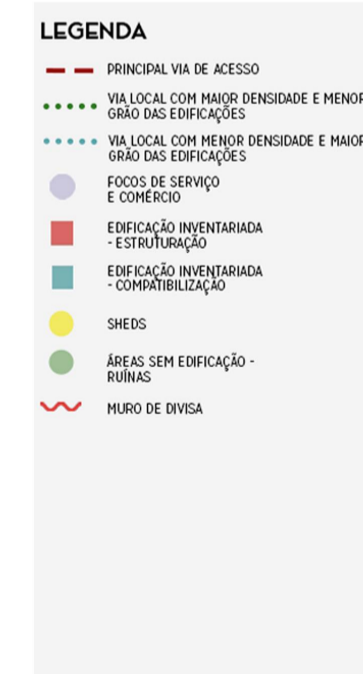 LEGENDA
PRINCIPAL VIA DE ACESSO
VIA LOCAL COM MAIOR DENSIDADE E MENOR
GRÃO DAS EDIFICAÇÕES
VIA LOCAL COM MENOR DENSIDADE E MAIOR
GRÃO DAS EDIFICAÇÕES
FOCOS DE SERVIÇO
E COMÉRCIO
EDIFICAÇÃO INVENTARIADA
- ESTRUTURAÇÃO
EDIFICAÇÃO INVENTARIADA
- COMPATIBILIZAÇÃO
SHEDS
ÁREAS SEM EDIFICAÇÃO -
RUÍNAS
MURO DE DIVISA